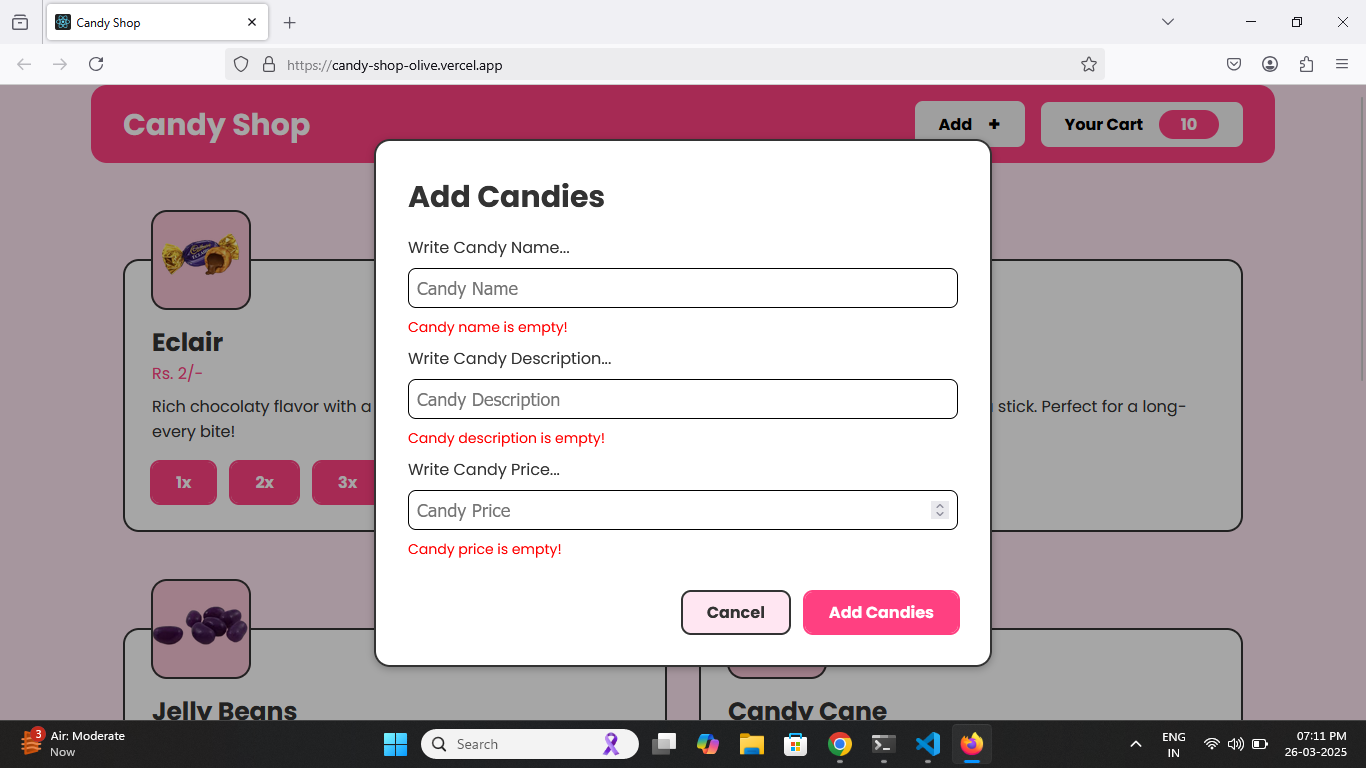 Candy Shop
https://candy-shop-olive.vercel.app
Candy Shop
Add +
Your Cart 10
Add Candies
Write Candy Name...
Candy Name
Candy name is empty!
Write Candy Description...
Candy Description
Candy description is empty!
Write Candy Price...
Candy Price
Candy price is empty!
Cancel
Add Candies
Eclair
Rs. 2/-
Rich chocolaty flavor with a
every bite!
1x 2x 3x
stick. Perfect for a long-
Jelly Beans
Candy Cane
3
Air: Moderate
Now
Search
ENG
IN
07:11 PM
26-03-2025